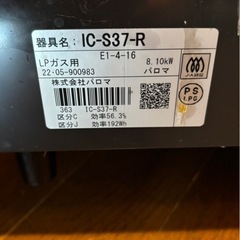 器具名：IC-S37-R
E1-4-16
LPガス用 8.10kW
22·05-900983 パロマ
株式会社パロマ
363 IC-S37-R
区分C 効率56.3%
区分J 効率192Wh
PS
LPG